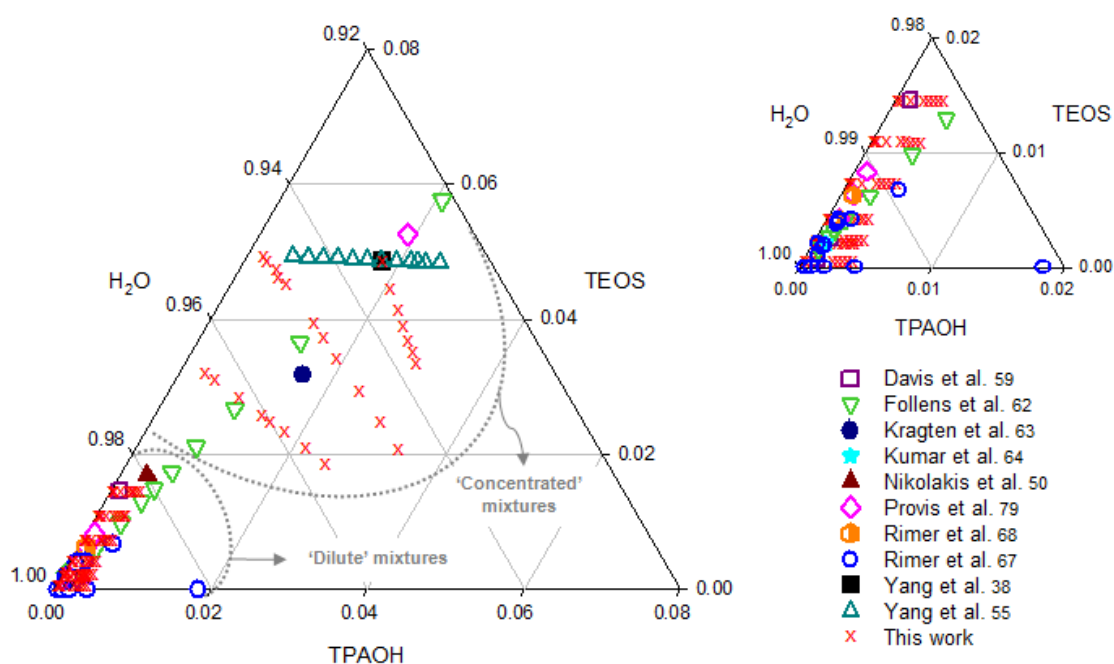 0.92
0.08
0.94
0.06
H2O
TEOS
0.96
0.04
0.98
0.02
'Concentrated'
mixtures
'Dilute' mixtures
1.00
0.00
0.00
0.02
0.04
0.06
0.08
TPAOH
0.98
0.02
H2O
TEOS
0.99
0.01
1.00
0.00
0.00
0.01
0.02
TPAOH
Davis et al. 59
Follens et al. 62
Kragten et al. 63
Kumar et al. 64
Nikolakis et al. 50
Provis et al. 79
Rimer et al. 68
Rimer et al. 67
Yang et al. 38
Yang et al. 55
This work